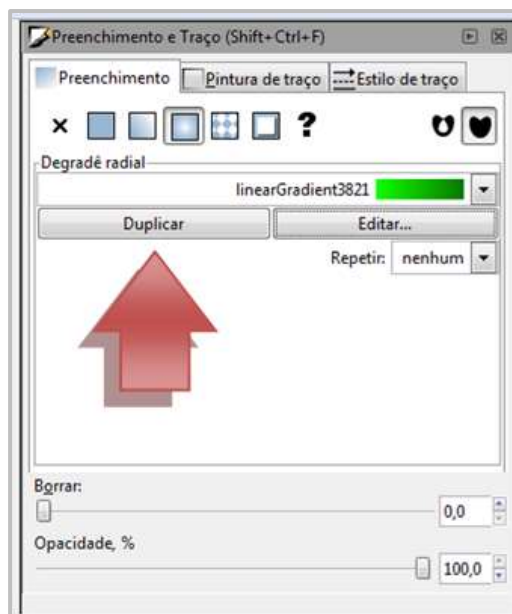 Preenchimento e Traço (Shift+Ctrl+F)
Preenchimento Pintura de traço Estilo de traço
?
Degradê radial
linearGradient3821
Duplicar Editar...
Repetir: nenhum
Borrar:
0,0
Opacidade, %
100,0